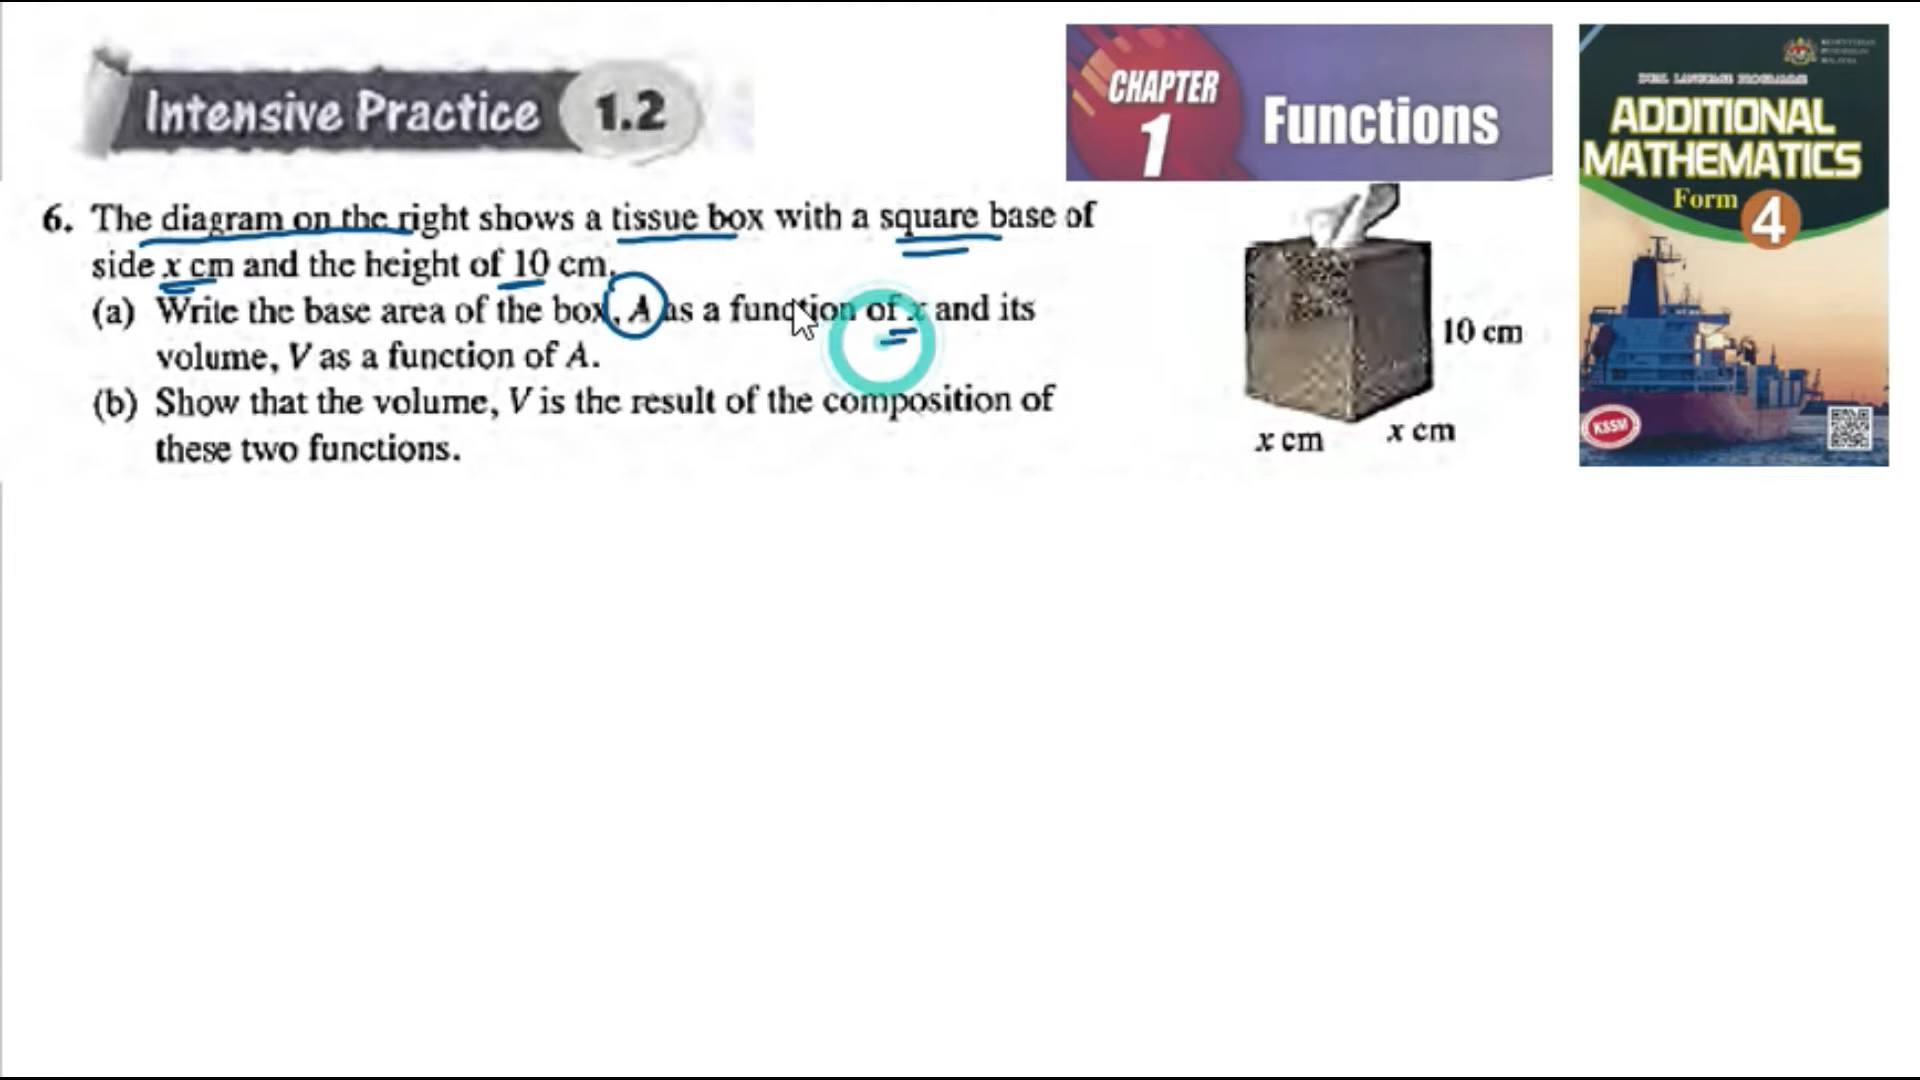 Intensive Practice 1.2
CHAPTER
1
Functions
DUAL LANGUAGE PROGRAMME
ADDITIONAL
MATHEMATICS
Form 4
KSSM
6. The diagram on the right shows a tissue box with a square base of
side x cm and the height of 10 cm.
(a) Write the base area of the box, A as a function of x and its
volume, V as a function of A.
(b) Show that the volume, V is the result of the composition of
these two functions.
10 cm
x cm
x cm